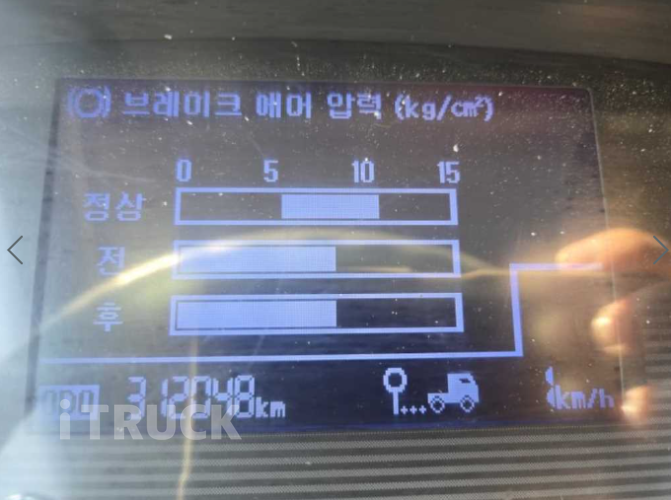 브레이크 에어 압력 (kg/cm²)
0 5 10 15
정상
전
후
ODO 312048km km/h
iTRUCK